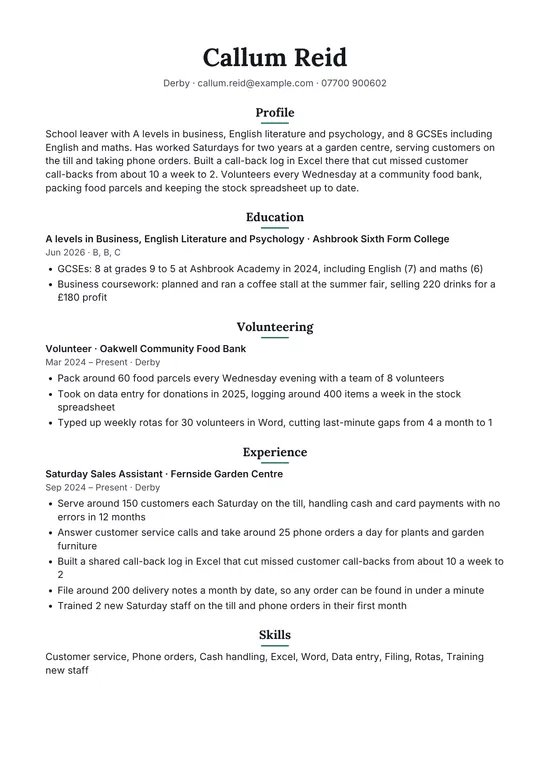 Callum Reid
Derby · callum.reid@example.com · 07700 900602
Profile
School leaver with A levels in business, English literature and psychology, and 8 GCSEs including
English and maths. Has worked Saturdays for two years at a garden centre, serving customers on
the till and taking phone orders. Built a call-back log in Excel there that cut missed customer
call-backs from about 10 a week to 2. Volunteers every Wednesday at a community food bank,
packing food parcels and keeping the stock spreadsheet up to date.
Education
A levels in Business, English Literature and Psychology · Ashbrook Sixth Form College
Jun 2026 · B, B, C
• GCSEs: 8 at grades 9 to 5 at Ashbrook Academy in 2024, including English (7) and maths (6)
• Business coursework: planned and ran a coffee stall at the summer fair, selling 220 drinks for a
£180 profit
Volunteering
Volunteer · Oakwell Community Food Bank
Mar 2024 – Present · Derby
• Pack around 60 food parcels every Wednesday evening with a team of 8 volunteers
• Took on data entry for donations in 2025, logging around 400 items a week in the stock
spreadsheet
• Typed up weekly rotas for 30 volunteers in Word, cutting last-minute gaps from 4 a month to 1
Experience
Saturday Sales Assistant · Fernside Garden Centre
Sep 2024 – Present · Derby
• Serve around 150 customers each Saturday on the till, handling cash and card payments with no
errors in 12 months
• Answer customer service calls and take around 25 phone orders a day for plants and garden
furniture
• Built a shared call-back log in Excel that cut missed customer call-backs from about 10 a week to
2
• File around 200 delivery notes a month by date, so any order can be found in under a minute
• Trained 2 new Saturday staff on the till and phone orders in their first month
Skills
Customer service, Phone orders, Cash handling, Excel, Word, Data entry, Filing, Rotas, Training
new staff